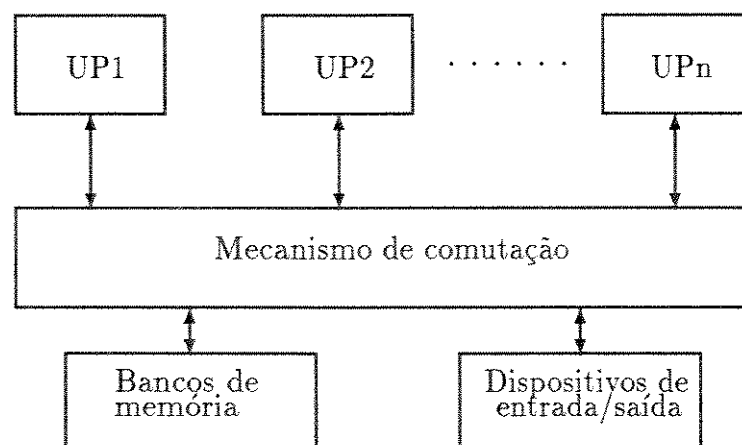 UP1 UP2 . . . . . . UPn
Mecanismo de comutação
Bancos de
memória
Dispositivos de
entrada/saída